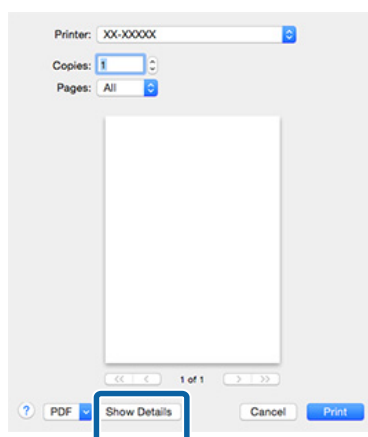 Printer: XX-XXXXX
Copies: 1
Pages: All
<< < 1 of 1 > >>
? PDF Show Details Cancel Print